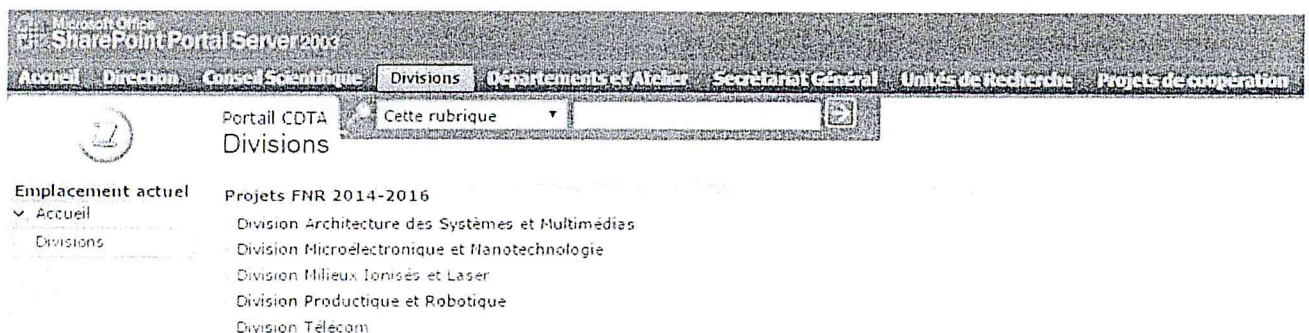 Microsoft Office
SharePoint Portal Server 2003
Accueil Direction Conseil Scientifique Divisions Départements et Atelier Secrétariat Général Unités de Recherche Projets de coopération
Portail CDTA Cette rubrique
Divisions
Emplacement actuel
Accueil
Divisions
Projets FNR 2014-2016
Division Architecture des Systèmes et Multimédias
Division Microélectronique et Nanotechnologie
Division Milieux Ionisés et Laser
Division Productique et Robotique
Division Télécom